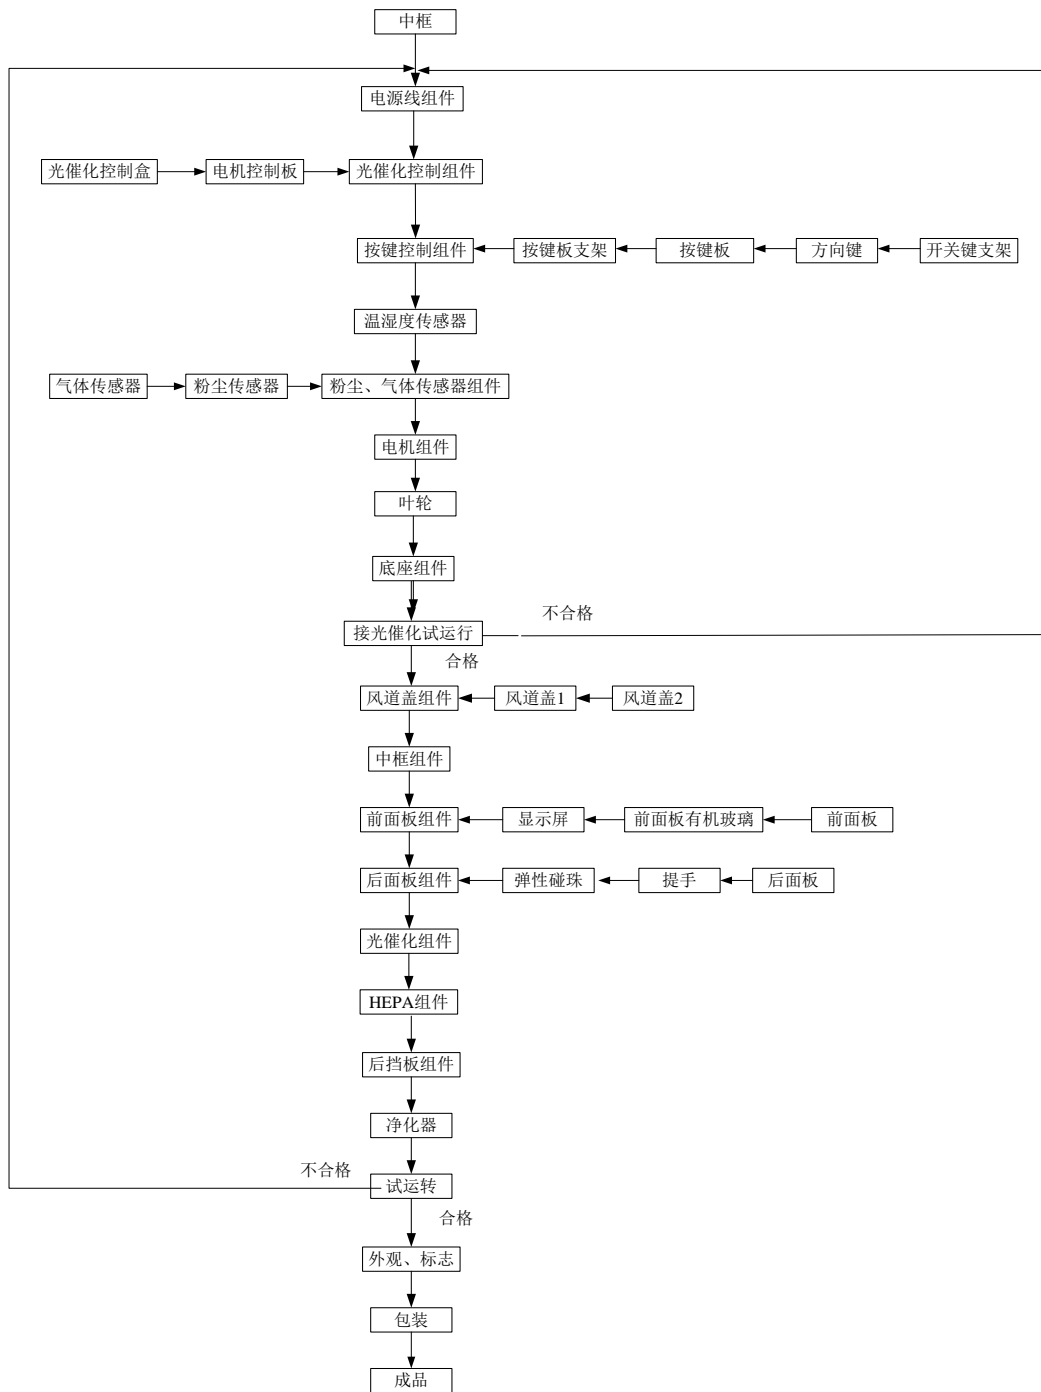 中框
电源线组件
光催化控制盒
电机控制板
光催化控制组件
按键控制组件
按键板支架
按键板
方向键
开关键支架
温湿度传感器
气体传感器
粉尘传感器
粉尘、气体传感器组件
电机组件
叶轮
底座组件
不合格
接光催化试运行
合格
风道盖组件
风道盖1
风道盖2
中框组件
前面板组件
显示屏
前面板有机玻璃
前面板
后面板组件
弹性碰珠
提手
后面板
光催化组件
HEPA组件
后挡板组件
净化器
不合格
试运转
合格
外观、标志
包装
成品